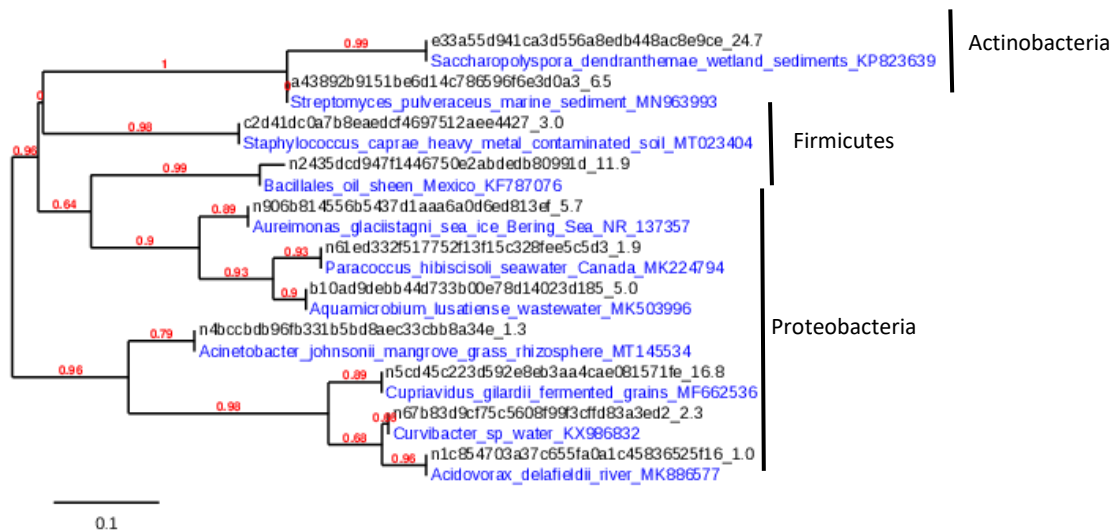 0.99
e33a55d941ca3d556a8edb448ac8e9ce_24.7
Saccharopolyspora_dendranthemae_wetland_sediments_KP823639
Actinobacteria
1
a43892b9151be6d14c786596f6e3d0a3_6.5
Streptomyces_pulveraceus_marine_sediment_MN963993
0.98
c2d41dc0a7b8eaedcf4697512aee4427_3.0
Staphylococcus_caprae_heavy_metal_contaminated_soil_MT023404
Firmicutes
0.96
0.99
n2435dcd947f1446750e2abdedb80991d_11.9
Bacillales_oil_sheen_Mexico_KF787076
0.64
0.89
n906b814556b5437d1aaa6a0d6ed813ef_5.7
Aureimonas_glaciistagni_sea_ice_Bering_Sea_NR_137357
0.9
0.93
n61ed332f517752f13f15c328fee5c5d3_1.9
Paracoccus_hibiscisoli_seawater_Canada_MK224794
0.93
0.9
b10ad9debb44d733b00e78d14023d185_5.0
Aquamicrobium_lusatiense_wastewater_MK503996
Proteobacteria
0.79
n4bccbdb96fb331b5bd8aec33cbb8a34e_1.3
Acinetobacter_johnsonii_mangrove_grass_rhizosphere_MT145534
0.96
0.89
n5cd45c223d592e8eb3aa4cae081571fe_16.8
Cupriavidus_gilardii_fermented_grains_MF662536
0.98
n67b83d9cf75c5608f99f3cffd83a3ed2_2.3
Curvibacter_sp_water_KX986832
0.68
0.96
n1c854703a37c655fa0a1c45836525f16_1.0
Acidovorax_delafieldii_river_MK886577
0.1